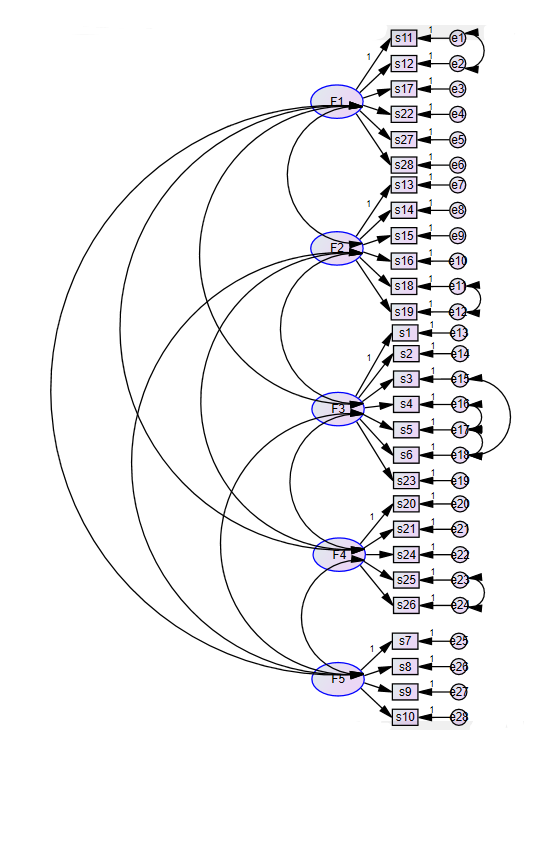 s11 1 e1
1
s12 1 e2
s17 1 e3
F1
s22 1 e4
s27 1 e5
s28 1 e6
s13 1 e7
1
s14 1 e8
s15 1 e9
F2
s16 1 e10
s18 1 e11
s19 1 e12
s1 1 e13
1
s2 1 e14
s3 1 e15
F3
s4 1 e16
s5 1 e17
s6 1 e18
s23 1 e19
s20 1 e20
1
s21 1 e21
F4
s24 1 e22
s25 1 e23
s26 1 e24
s7 1 e25
1
s8 1 e26
F5
s9 1 e27
s10 1 e28